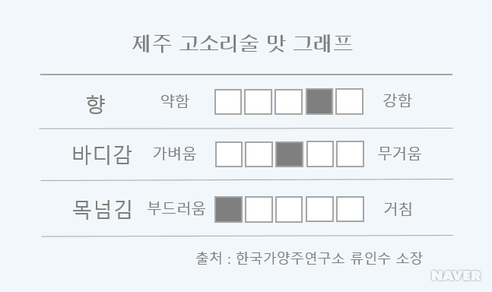 제주 고소리술 맛 그래프
향 약함 강함
바디감 가벼움 무거움
목넘김 부드러움 거침
출처 : 한국가양주연구소 류인수 소장
NAVER